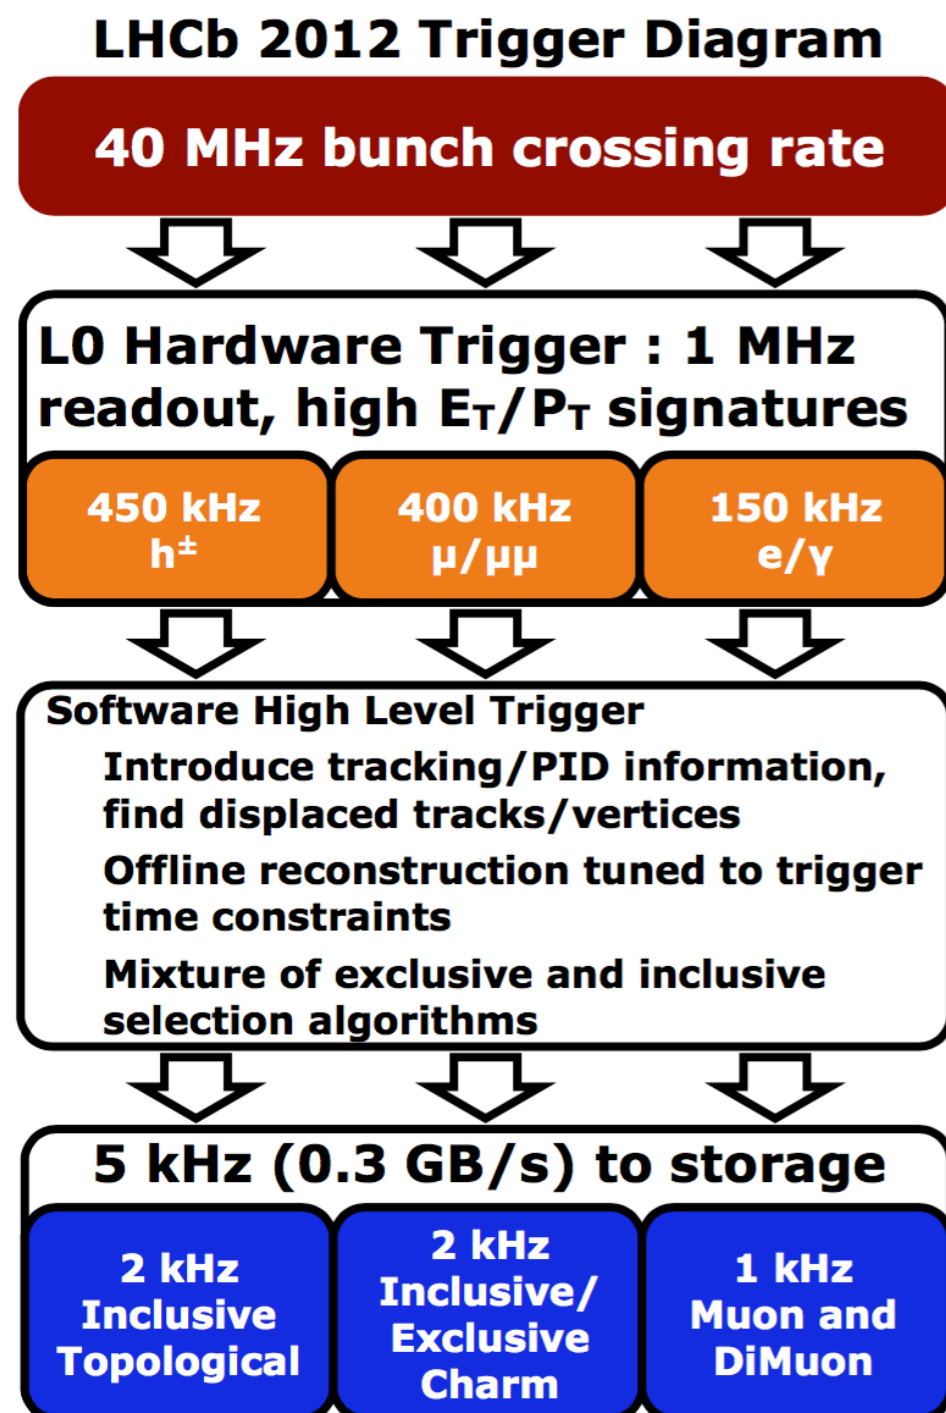 LHCb 2012 Trigger Diagram
40 MHz bunch crossing rate
L0 Hardware Trigger : 1 MHz
readout, high E_T/P_T signatures
450 kHz
h±
400 kHz
μ/μμ
150 kHz
e/γ
Software High Level Trigger
Introduce tracking/PID information,
find displaced tracks/vertices
Offline reconstruction tuned to trigger
time constraints
Mixture of exclusive and inclusive
selection algorithms
5 kHz (0.3 GB/s) to storage
2 kHz
Inclusive
Topological
2 kHz
Inclusive/
Exclusive
Charm
1 kHz
Muon and
DiMuon